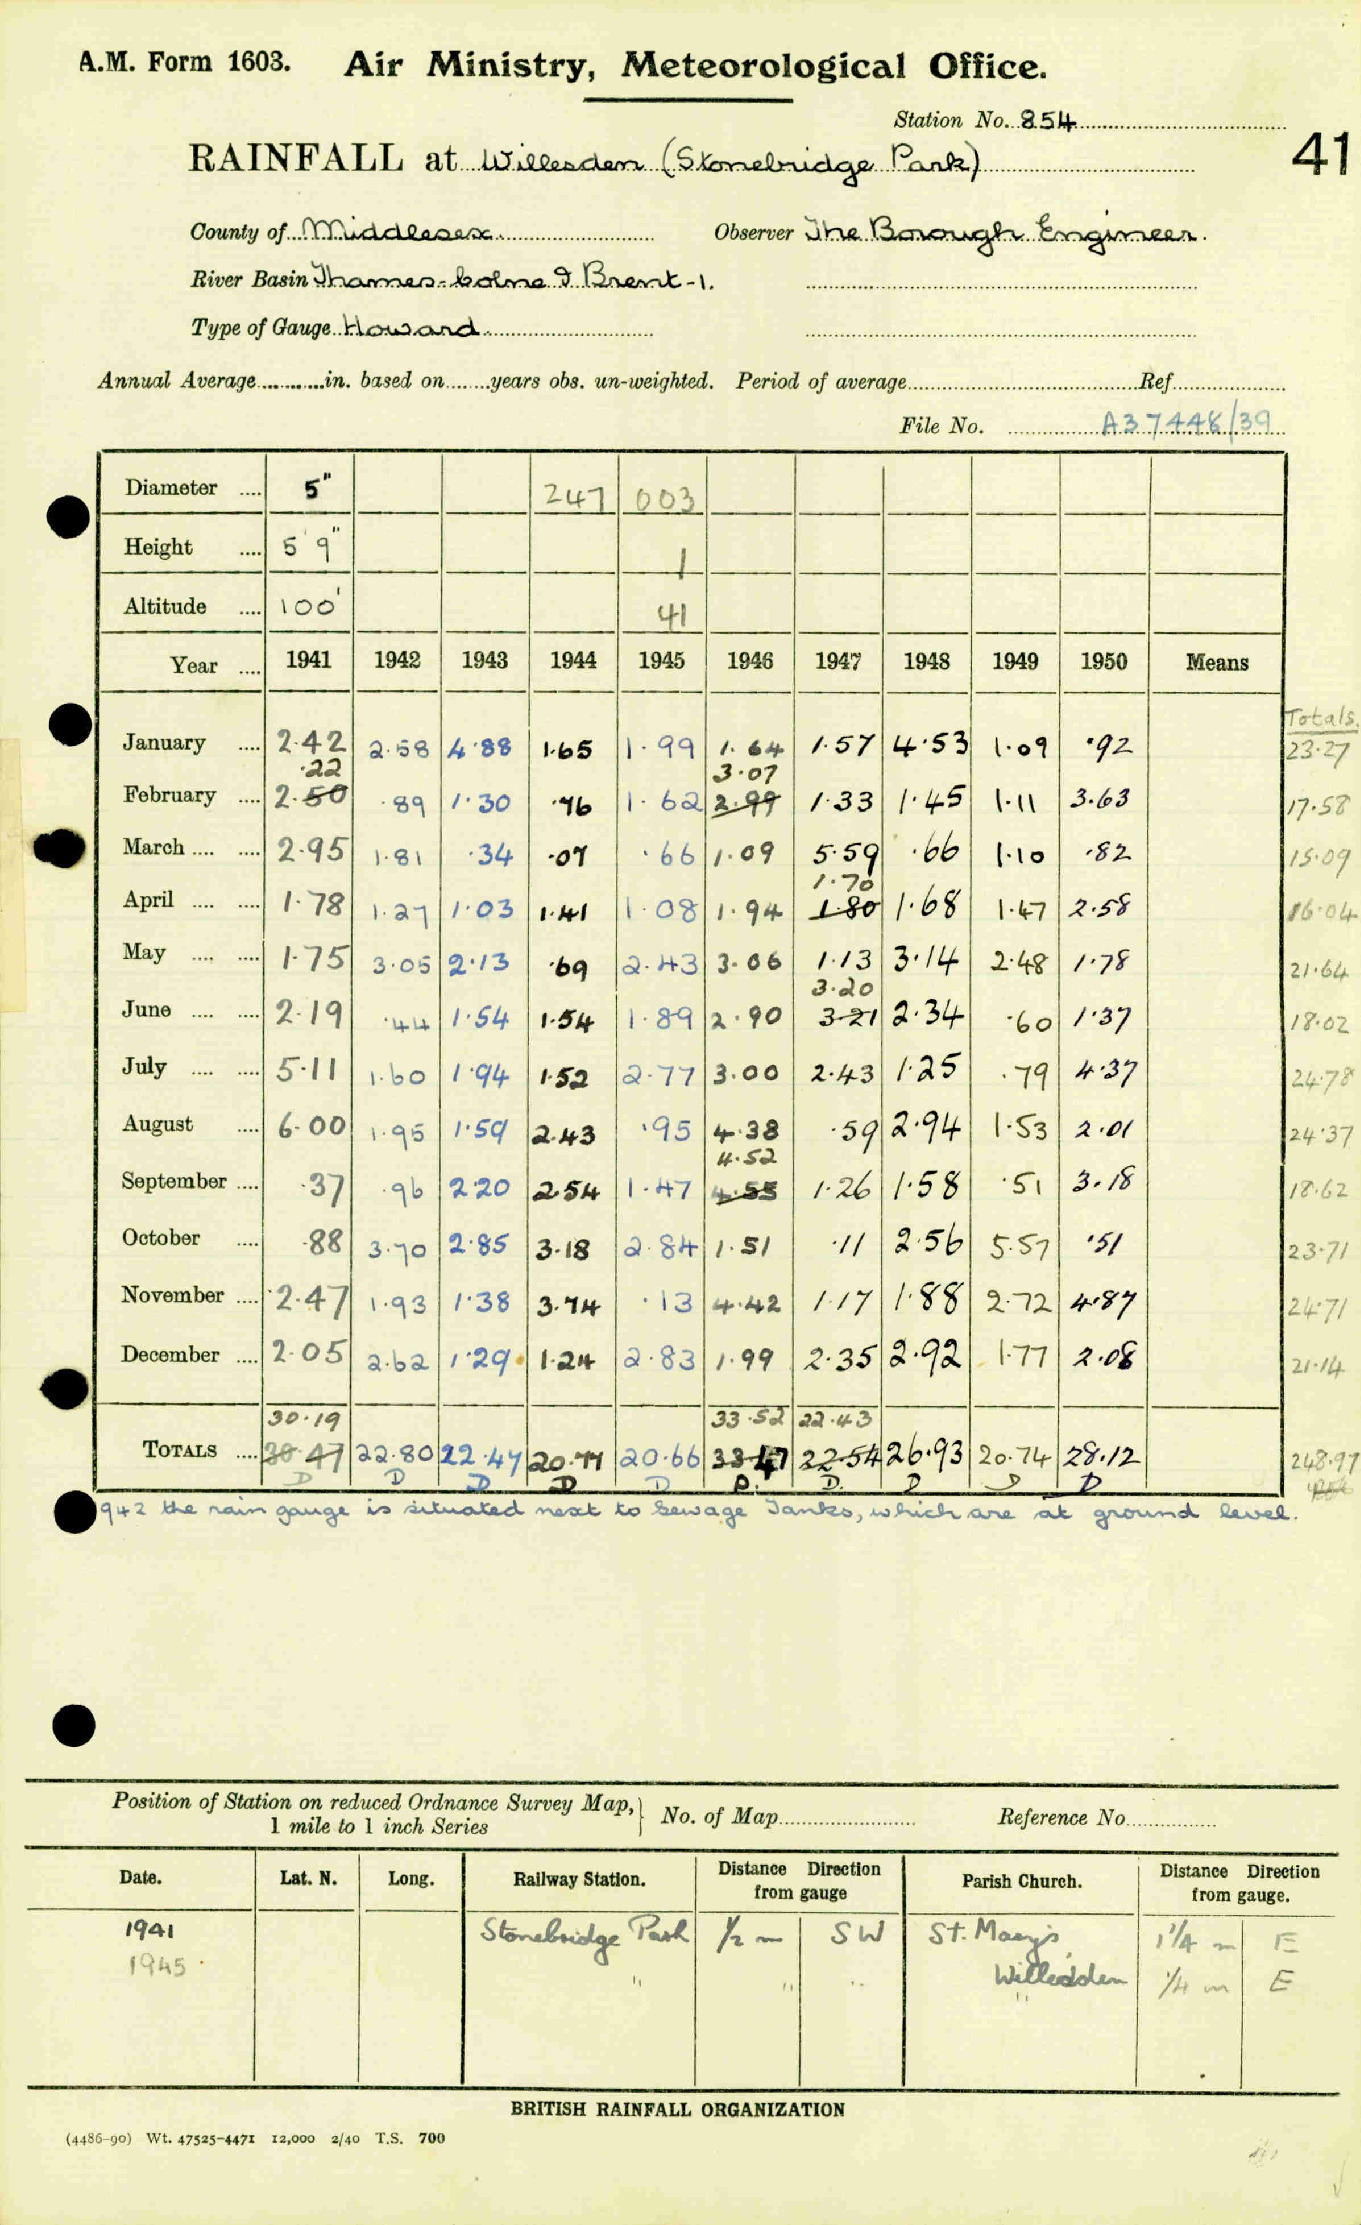 A.M. Form 1603. Air Ministry, Meteorological Office.
Station No. 854
41
RAINFALL at Willesden (Stonebridge Park)
County of Middlesex Observer The Borough Engineer.
River Basin Thames-Colne & Brent-1.
Type of Gauge Howard
Annual Average in. based on years obs. un-weighted. Period of average Ref
File No. A37448/39
Diameter 5" 247 003
Height 5' 9" 1
Altitude 100' 41
Year 1941 1942 1943 1944 1945 1946 1947 1948 1949 1950 Means
Totals.
January 2.42 2.58 4.88 1.65 1.99 1.64 1.57 4.53 1.09 .92 23.27
.22 3.07
February 2.50 .89 1.30 .76 1.62 2.99 1.33 1.45 1.11 3.63 17.58
March 2.95 1.81 .34 .07 .66 1.09 5.59 .66 1.10 .82 15.09
1.70
April 1.78 1.27 1.03 1.41 1.08 1.94 1.80 1.68 1.47 2.58 16.04
May 1.75 3.05 2.13 .69 2.43 3.06 1.13 3.14 2.48 1.78 21.64
3.20
June 2.19 .44 1.54 1.54 1.89 2.90 3.21 2.34 .60 1.37 18.02
July 5.11 1.60 1.94 1.52 2.77 3.00 2.43 1.25 .79 4.37 24.78
August 6.00 1.95 1.59 2.43 .95 4.38 .59 2.94 1.53 2.01 24.37
4.52
September .37 .96 2.20 2.54 1.47 4.55 1.26 1.58 .51 3.18 18.62
October .88 3.70 2.85 3.18 2.84 1.51 .11 2.56 5.57 .51 23.71
November 2.47 1.93 1.38 3.74 .13 4.42 1.17 1.88 2.72 4.87 24.71
December 2.05 2.62 1.29 1.24 2.83 1.99 2.35 2.92 1.77 2.08 21.14
30.19 33.52 22.43
TOTALS 30.47 22.80 22.47 20.77 20.66 33.47 22.54 26.93 20.74 28.12 248.97
D D D D D D. D. D D D
942 the rain gauge is situated next to Sewage Tanks, which are at ground level.
Position of Station on reduced Ordnance Survey Map, 1 mile to 1 inch Series } No. of Map Reference No
Date. Lat. N. Long. Railway Station. Distance Direction from gauge Parish Church. Distance Direction from gauge.
1941 Stonebridge Park 1/2 m SW St. Mary's, Willesden 1 1/4 m E
1945 " " " " 1/4 m E
BRITISH RAINFALL ORGANIZATION
(4486-90) Wt. 47525-4471 12,000 2/40 T.S. 700